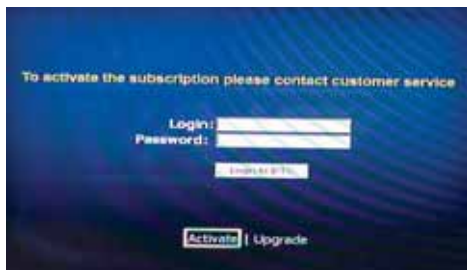 To activate the subscription please contact customer service
Login:
Password:
Activate | Upgrade